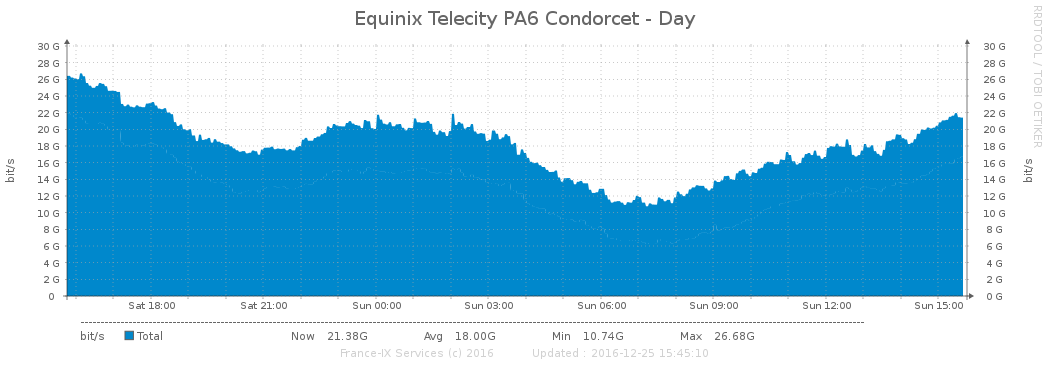 Equinix Telecity PA6 Condorcet - Day
RRDTOOL / TOBI OETIKER
bit/s
30 G
28 G
26 G
24 G
22 G
20 G
18 G
16 G
14 G
12 G
10 G
8 G
6 G
4 G
2 G
0
30 G
28 G
26 G
24 G
22 G
20 G
18 G
16 G
14 G
12 G
10 G
8 G
6 G
4 G
2 G
0 G
bit/s
Sat 18:00 Sat 21:00 Sun 00:00 Sun 03:00 Sun 06:00 Sun 09:00 Sun 12:00 Sun 15:00
bit/s Total Now 21.38G Avg 18.00G Min 10.74G Max 26.68G
France-IX Services (c) 2016 Updated : 2016-12-25 15:45:10